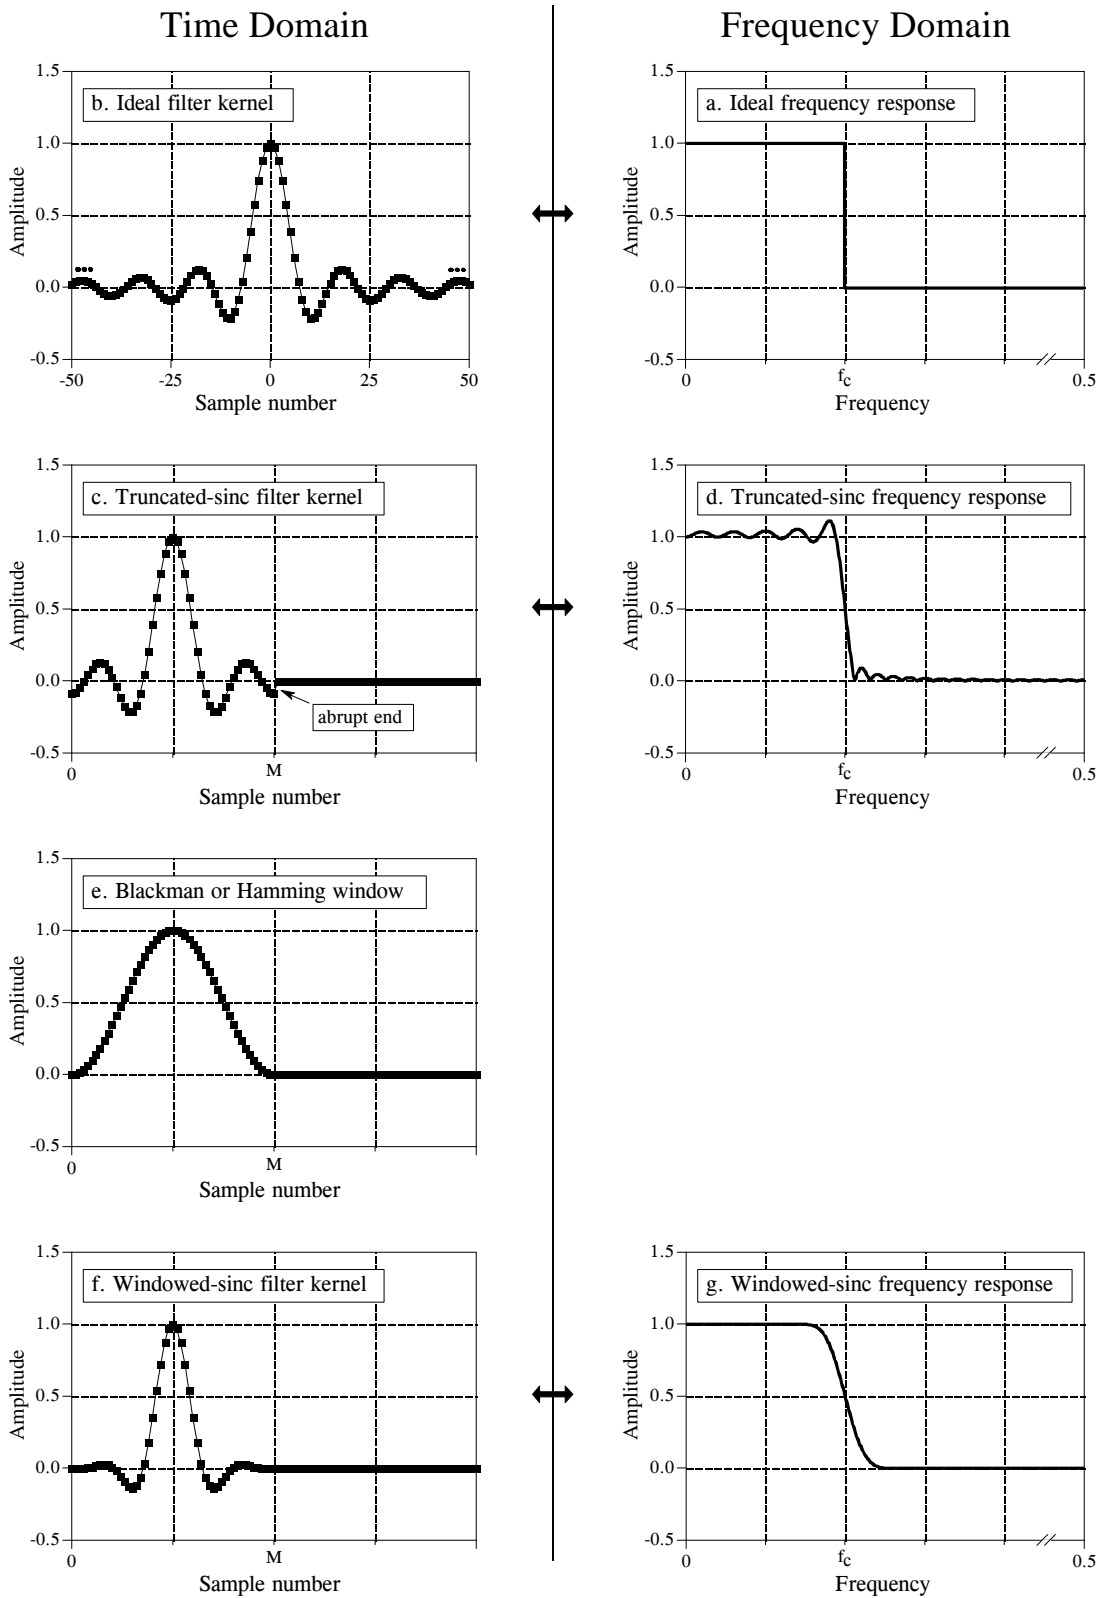 Time Domain
Frequency Domain
1.5
b. Ideal filter kernel
1.0
0.5
0.0
-0.5
Amplitude
-50
-25
0
25
50
Sample number
1.5
a. Ideal frequency response
1.0
0.5
0.0
-0.5
Amplitude
0
fc
0.5
Frequency
1.5
c. Truncated-sinc filter kernel
1.0
0.5
0.0
-0.5
Amplitude
abrupt end
0
M
Sample number
1.5
d. Truncated-sinc frequency response
1.0
0.5
0.0
-0.5
Amplitude
0
fc
0.5
Frequency
1.5
e. Blackman or Hamming window
1.0
0.5
0.0
-0.5
Amplitude
0
M
Sample number
1.5
f. Windowed-sinc filter kernel
1.0
0.5
0.0
-0.5
Amplitude
0
M
Sample number
1.5
g. Windowed-sinc frequency response
1.0
0.5
0.0
-0.5
Amplitude
0
fc
0.5
Frequency